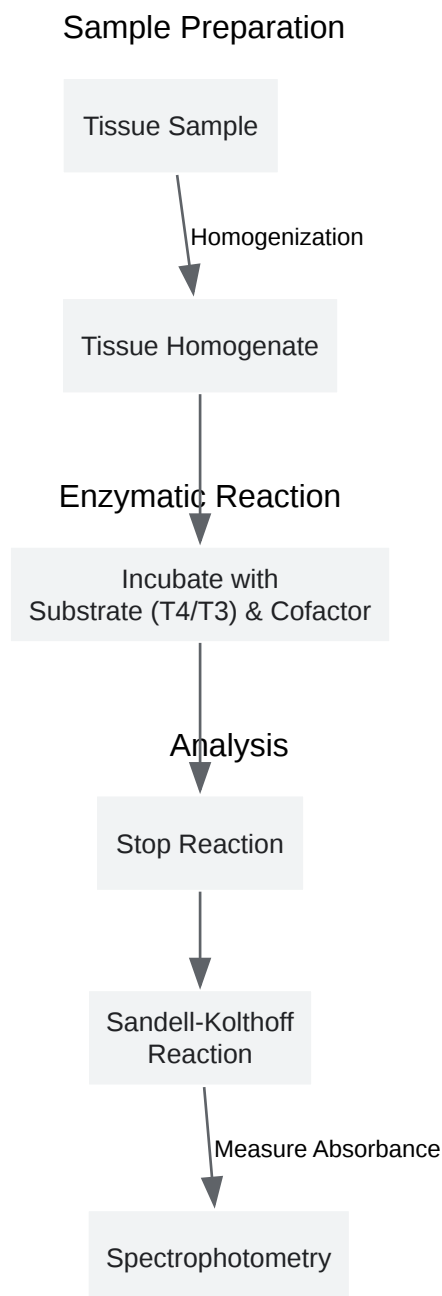 Sample Preparation
Tissue Sample
Homogenization
Tissue Homogenate
Enzymatic Reaction
Incubate with
Substrate (T4/T3) & Cofactor
Analysis
Stop Reaction
Sandell-Kolthoff
Reaction
Measure Absorbance
Spectrophotometry